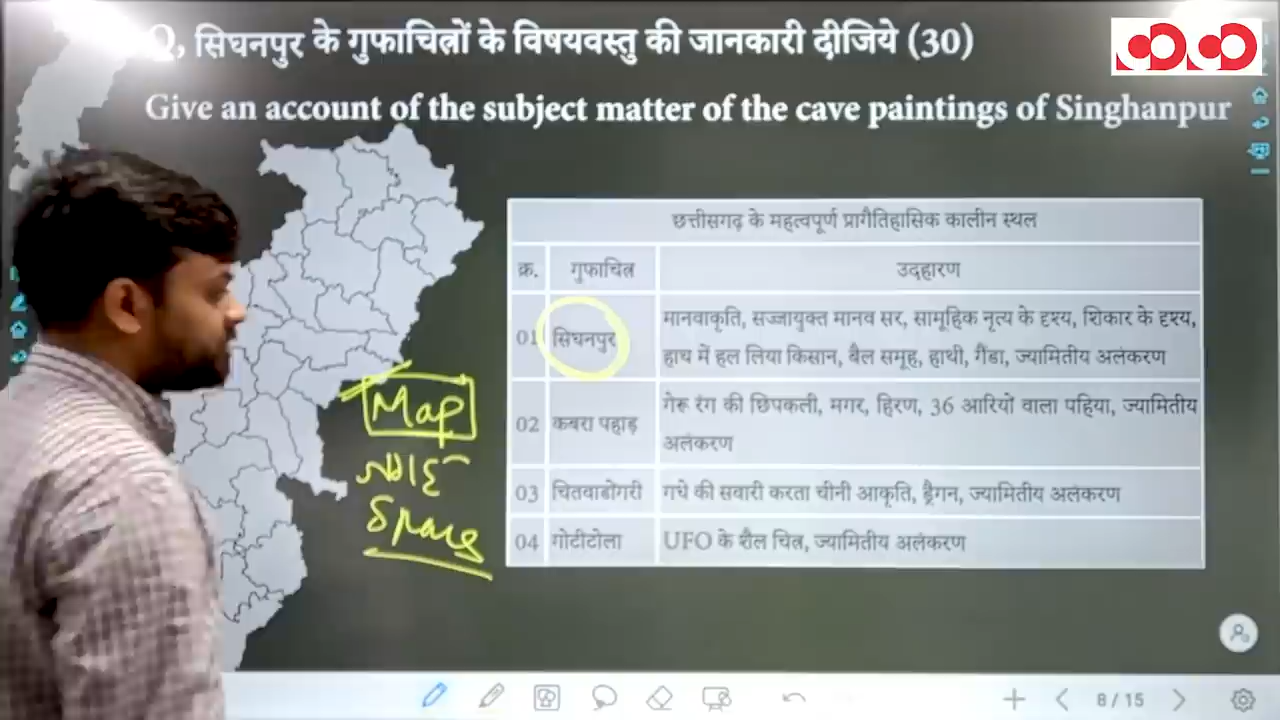 Q, सिघनपुर के गुफाचित्रों के विषयवस्तु की जानकारी दीजिये (30)
Give an account of the subject matter of the cave paintings of Singhanpur
छत्तीसगढ़ के महत्वपूर्ण प्रागैतिहासिक कालीन स्थल
क्र. गुफाचित्र उदहारण
01 सिघनपुर मानवाकृति, सज्जायुक्त मानव सर, सामूहिक नृत्य के दृश्य, शिकार के दृश्य,
हाथ में हल लिया किसान, बैल समूह, हाथी, गैंडा, ज्यामितीय अलंकरण
02 कबरा पहाड़ गेरू रंग की छिपकली, मगर, हिरण, 36 आरियों वाला पहिया, ज्यामितीय
अलंकरण
03 चितवाडोंगरी गधे की सवारी करता चीनी आकृति, ड्रैगन, ज्यामितीय अलंकरण
04 गोटीटोला UFO के शैल चित्र, ज्यामितीय अलंकरण
Map
Space
8 / 15